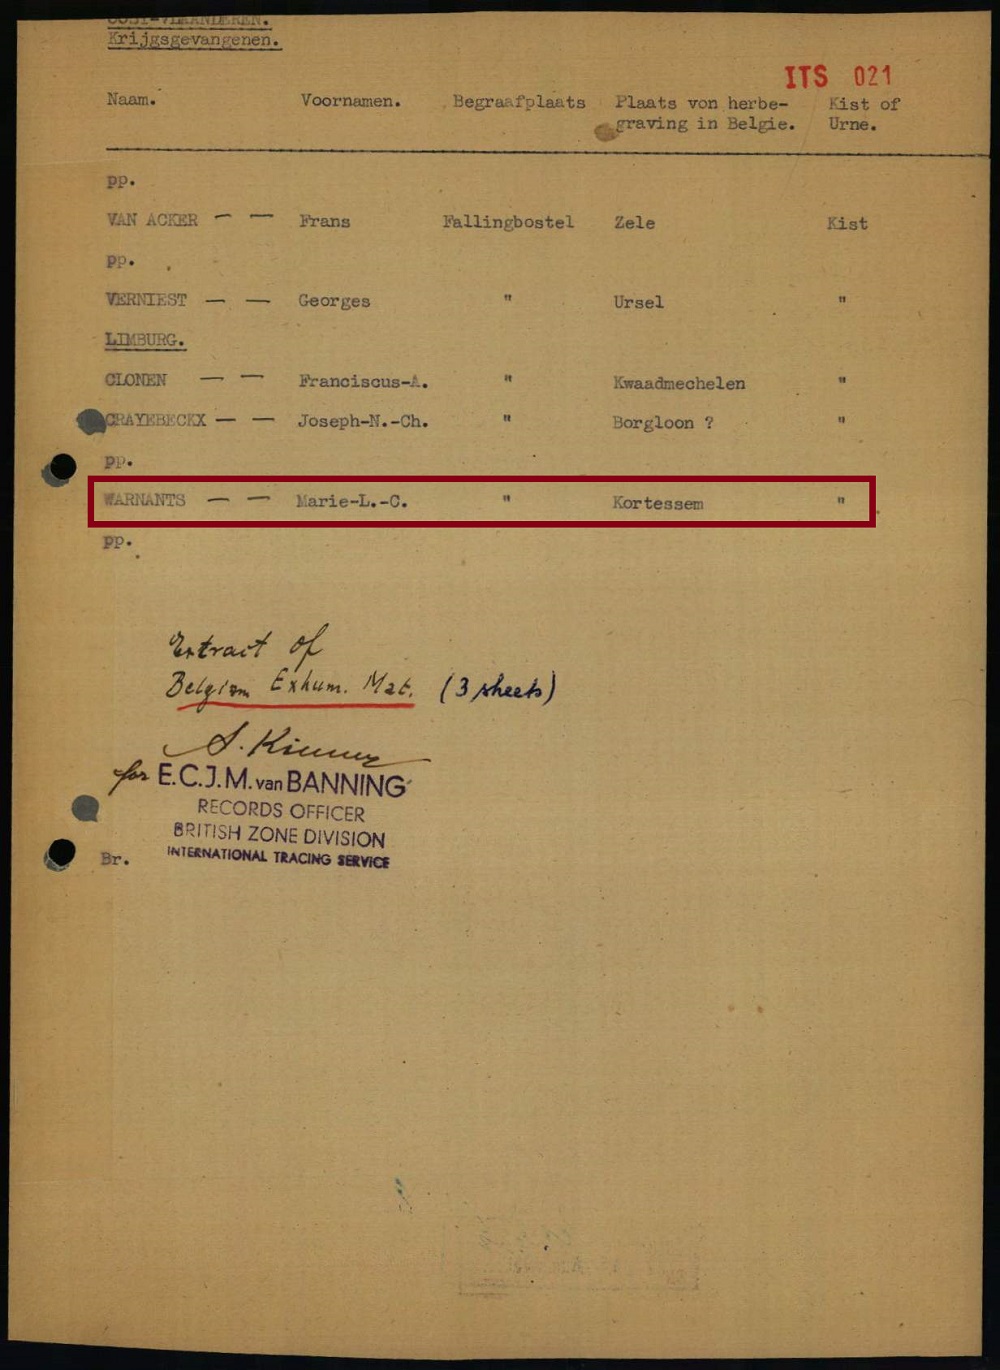 OOST-VLAANDEREN.
Krijgsgevangenen.
ITS 021
Naam. Voornamen. Begraafplaats Plaats von herbe- Kist of
graving in Belgie. Urne.
pp.
VAN ACKER — — Frans Fallingbostel Zele Kist
pp.
VERNIEST — — Georges " Ursel "
LIMBURG.
CLONEN — — Franciscus-A. " Kwaadmechelen "
CRAYEBECKX — — Joseph-N.-Ch. " Borgloon ? "
pp.
WARNANTS — — Marie-L.-C. " Kortessem "
pp.
Extract of
Belgian Exhum. Mat. (3 sheets)
for E.C.J.M. van BANNING
RECORDS OFFICER
BRITISH ZONE DIVISION
Br. INTERNATIONAL TRACING SERVICE